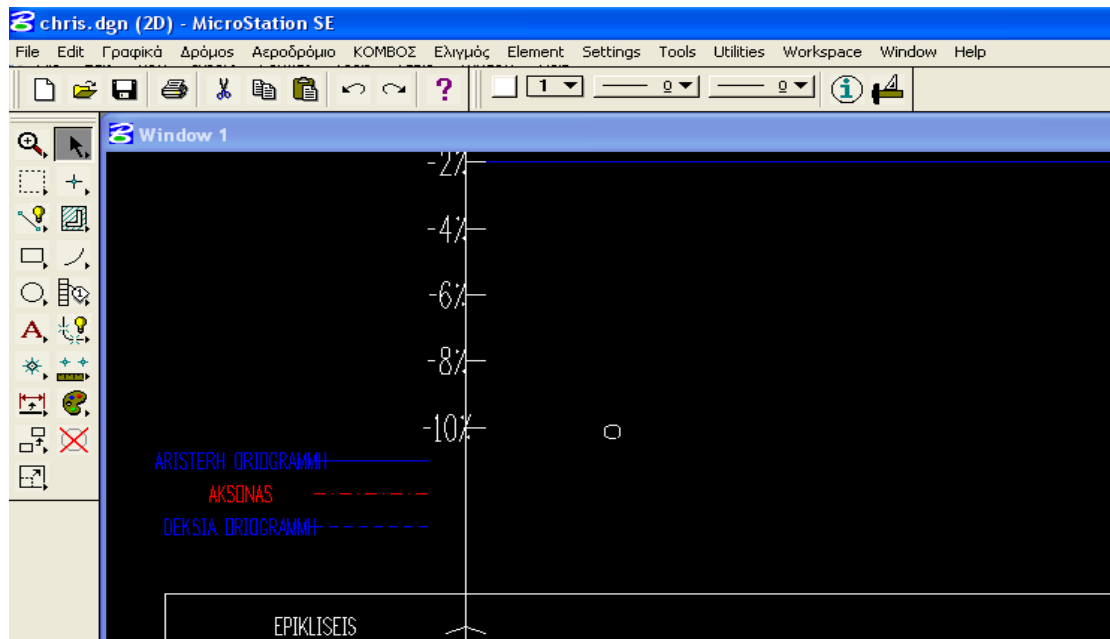 chris.dgn (2D) - MicroStation SE
File Edit Γραφικά Δρόμος Αεροδρόμιο ΚΟΜΒΟΣ Ελιγμός Element Settings Tools Utilities Workspace Window Help
1 0 0
Window 1
-2%
-4%
-6%
-8%
-10%
ARISTERH ORIOGRAMMH
AKSONAS
DEKSIA ORIOGRAMMH
EPIKLISEIS